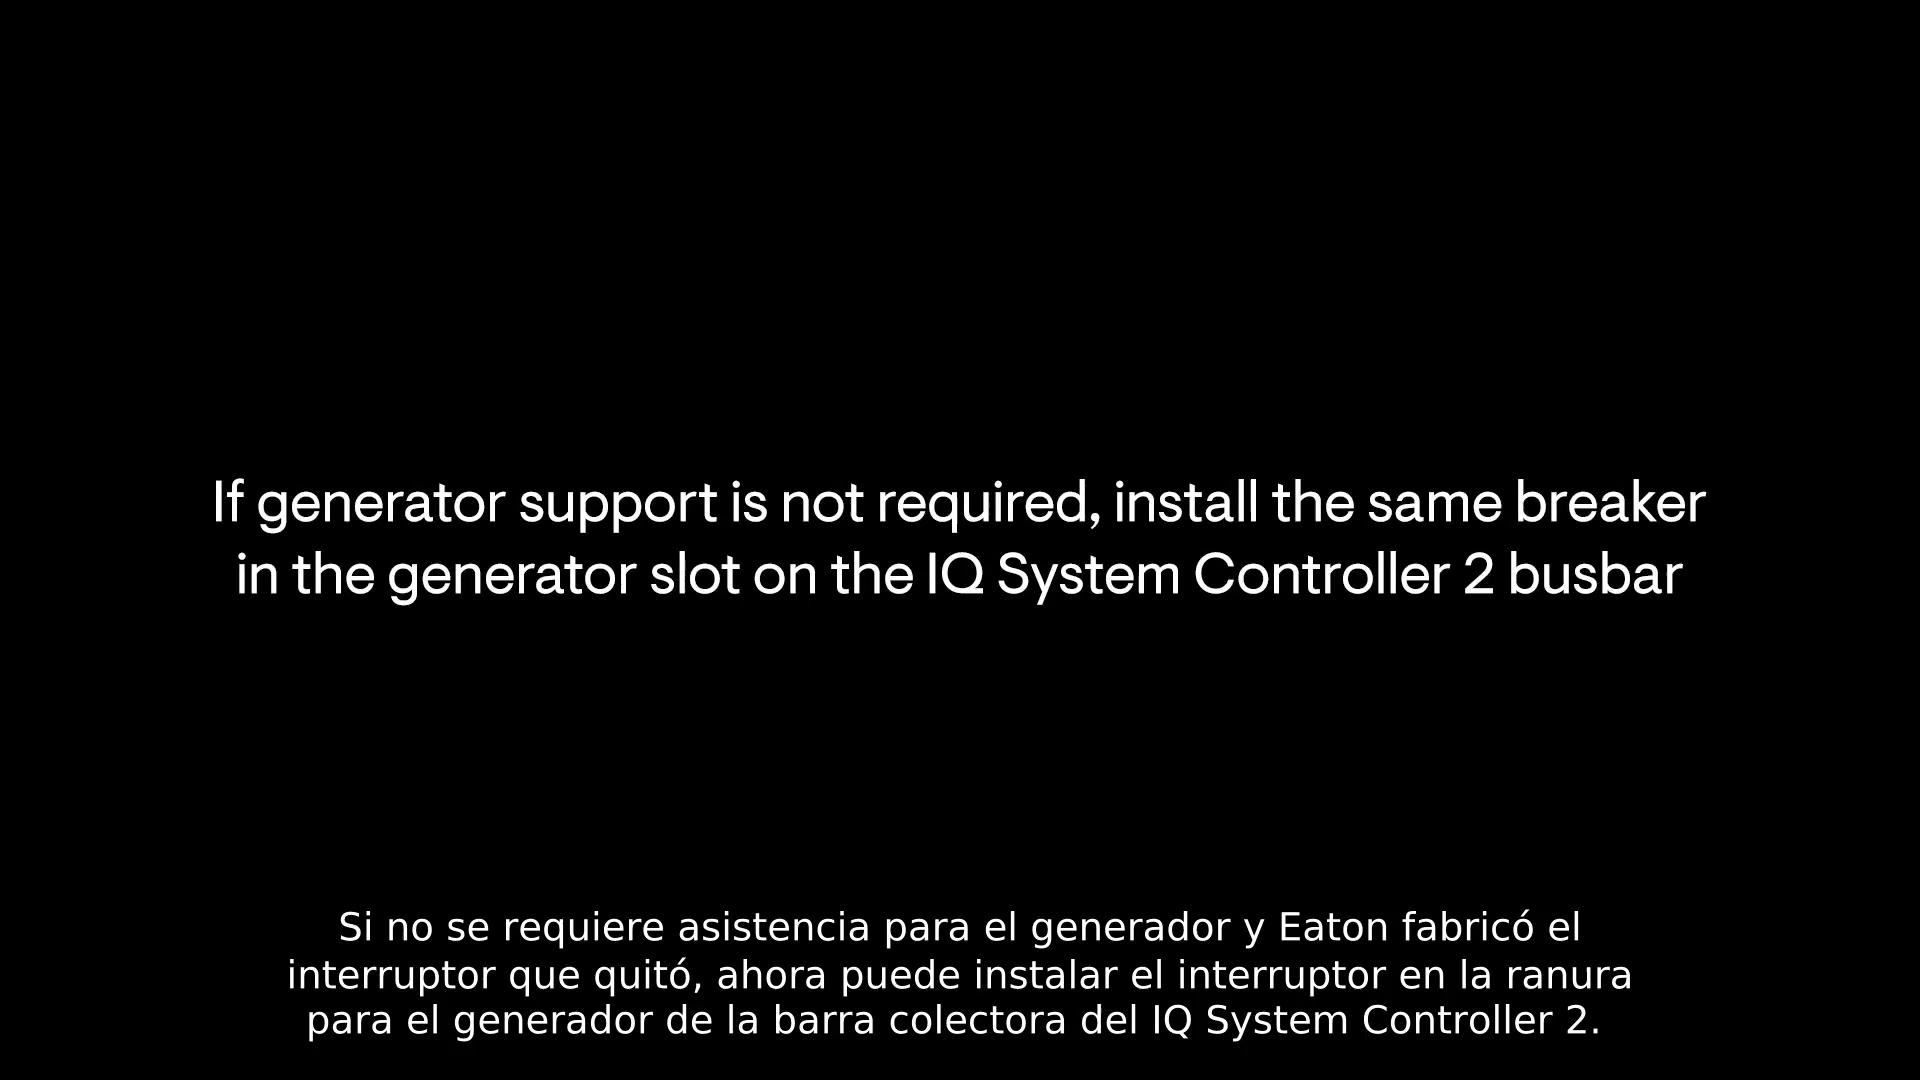 If generator support is not required, install the same breaker
in the generator slot on the IQ System Controller 2 busbar
Si no se requiere asistencia para el generador y Eaton fabricó el
interruptor que quitó, ahora puede instalar el interruptor en la ranura
para el generador de la barra colectora del IQ System Controller 2.